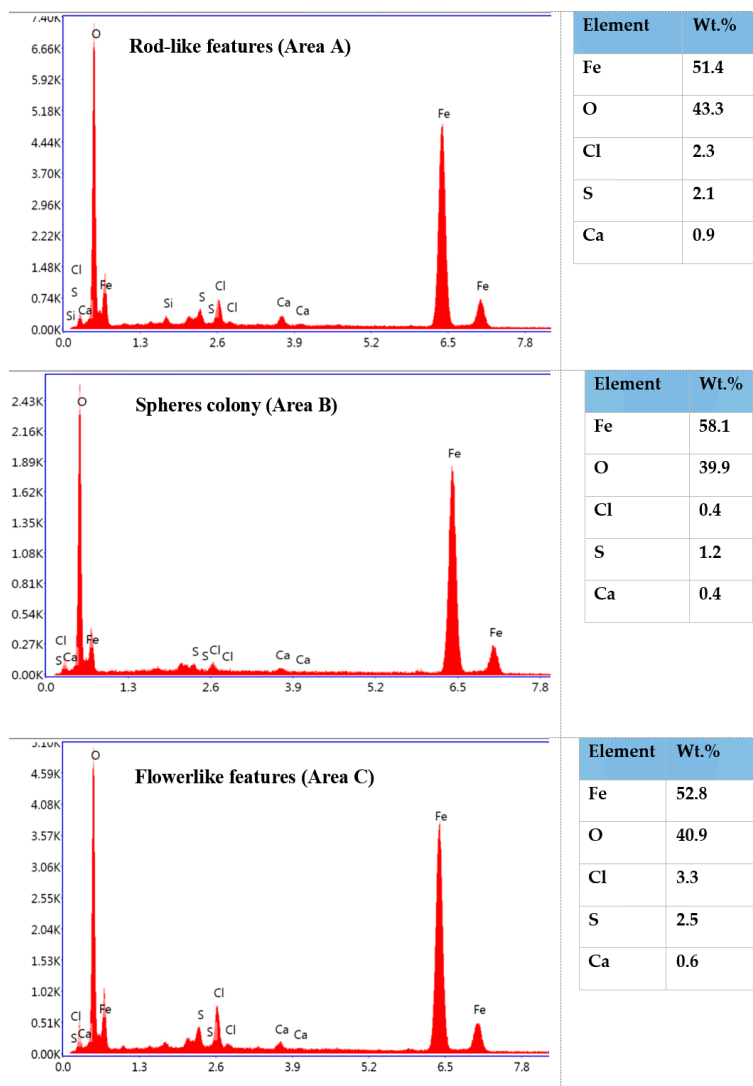 7.40K
6.66K
5.92K
5.18K
4.44K
3.70K
2.96K
2.22K
1.48K
0.74K
0.00K
O
Rod-like features (Area A)
Fe
Cl
S
Si
Ca
Fe
Si
S
S
Cl
Cl
Ca
Ca
Fe
0.0 1.3 2.6 3.9 5.2 6.5 7.8
Element Wt.%
Fe 51.4
O 43.3
Cl 2.3
S 2.1
Ca 0.9
2.43K
2.16K
1.89K
1.62K
1.35K
1.08K
0.81K
0.54K
0.27K
0.00K
O
Spheres colony (Area B)
Fe
Cl
S
Ca
Fe
S
S
Cl
Cl
Ca
Ca
Fe
0.0 1.3 2.6 3.9 5.2 6.5 7.8
Element Wt.%
Fe 58.1
O 39.9
Cl 0.4
S 1.2
Ca 0.4
5.10K
4.59K
4.08K
3.57K
3.06K
2.55K
2.04K
1.53K
1.02K
0.51K
0.00K
O
Flowerlike features (Area C)
Fe
Cl
S
Ca
Fe
S
S
Cl
Cl
Ca
Ca
Fe
0.0 1.3 2.6 3.9 5.2 6.5 7.8
Element Wt.%
Fe 52.8
O 40.9
Cl 3.3
S 2.5
Ca 0.6